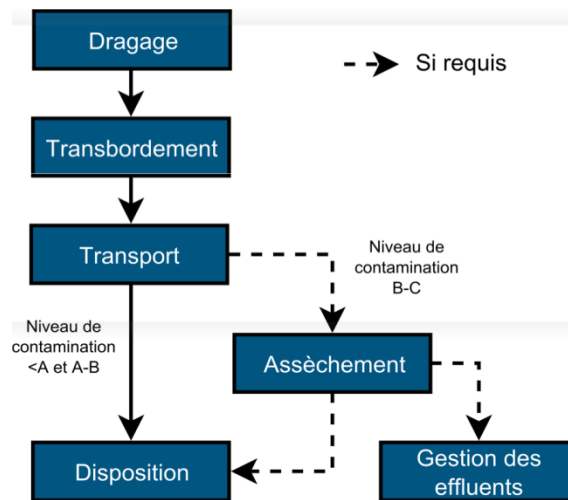 Dragage
Si requis
Transbordement
Transport
Niveau de
contamination
B-C
Niveau de
contamination
<A et A-B
Assèchement
Disposition
Gestion des
effluents